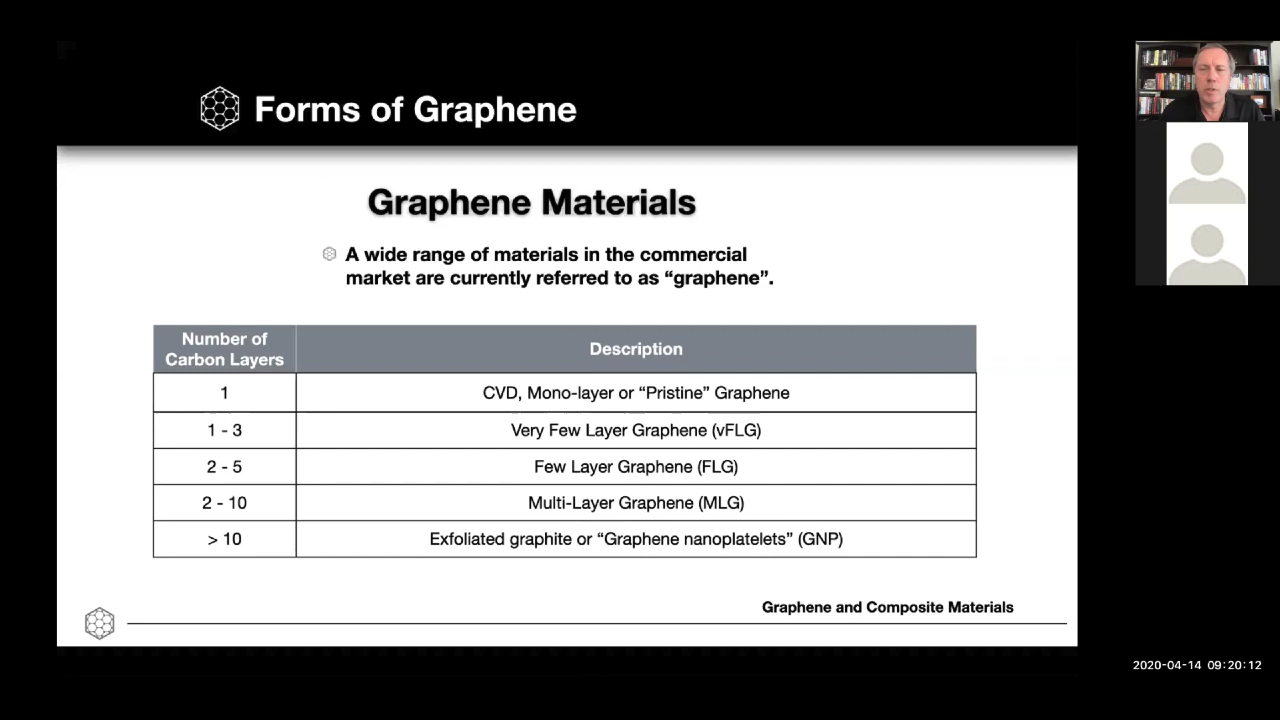 Forms of Graphene
Graphene Materials
A wide range of materials in the commercial
market are currently referred to as “graphene”.
Number of
Carbon Layers
Description
1
CVD, Mono-layer or “Pristine” Graphene
1 - 3
Very Few Layer Graphene (vFLG)
2 - 5
Few Layer Graphene (FLG)
2 - 10
Multi-Layer Graphene (MLG)
> 10
Exfoliated graphite or “Graphene nanoplatelets” (GNP)
Graphene and Composite Materials
2020-04-14 09:20:12